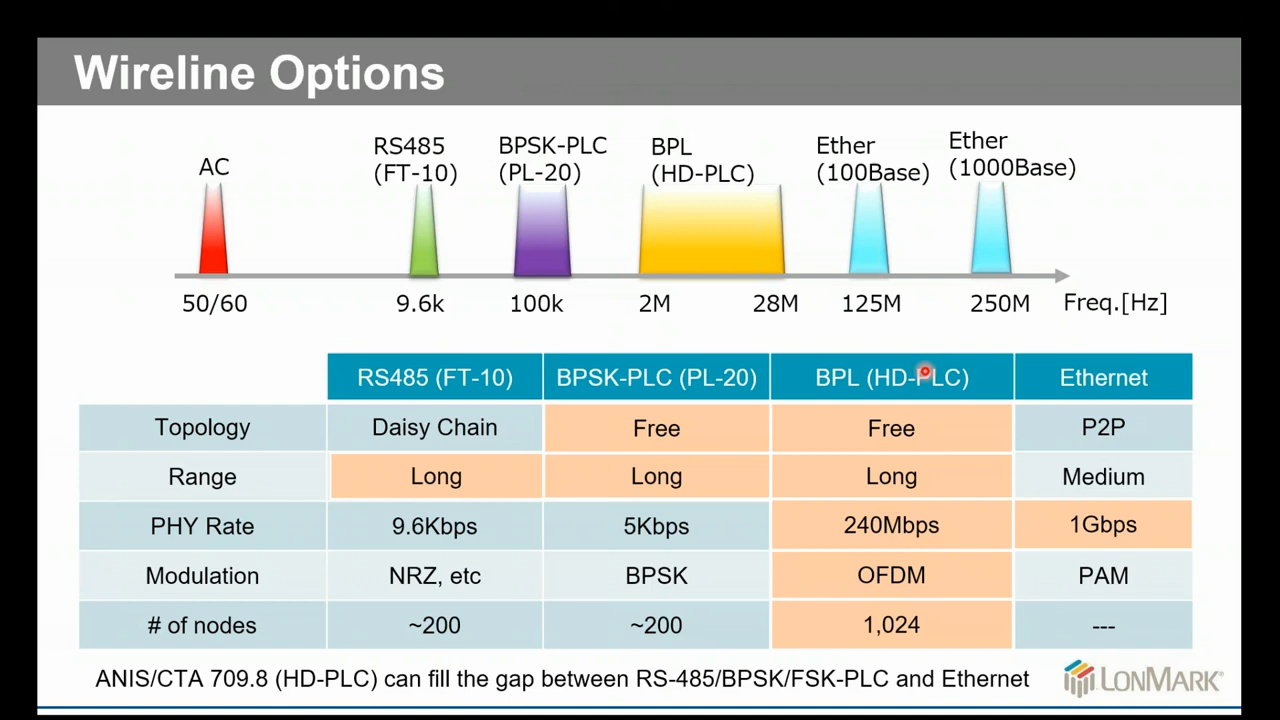 Wireline Options
AC
RS485
(FT-10)
BPSK-PLC
(PL-20)
BPL
(HD-PLC)
Ether
(100Base)
Ether
(1000Base)
50/60
9.6k
100k
2M
28M
125M
250M
Freq.[Hz]
RS485 (FT-10) BPSK-PLC (PL-20) BPL (HD-PLC) Ethernet
Topology Daisy Chain Free Free P2P
Range Long Long Long Medium
PHY Rate 9.6Kbps 5Kbps 240Mbps 1Gbps
Modulation NRZ, etc BPSK OFDM PAM
# of nodes ~200 ~200 1,024 ---
ANIS/CTA 709.8 (HD-PLC) can fill the gap between RS-485/BPSK/FSK-PLC and Ethernet
LONMARK®